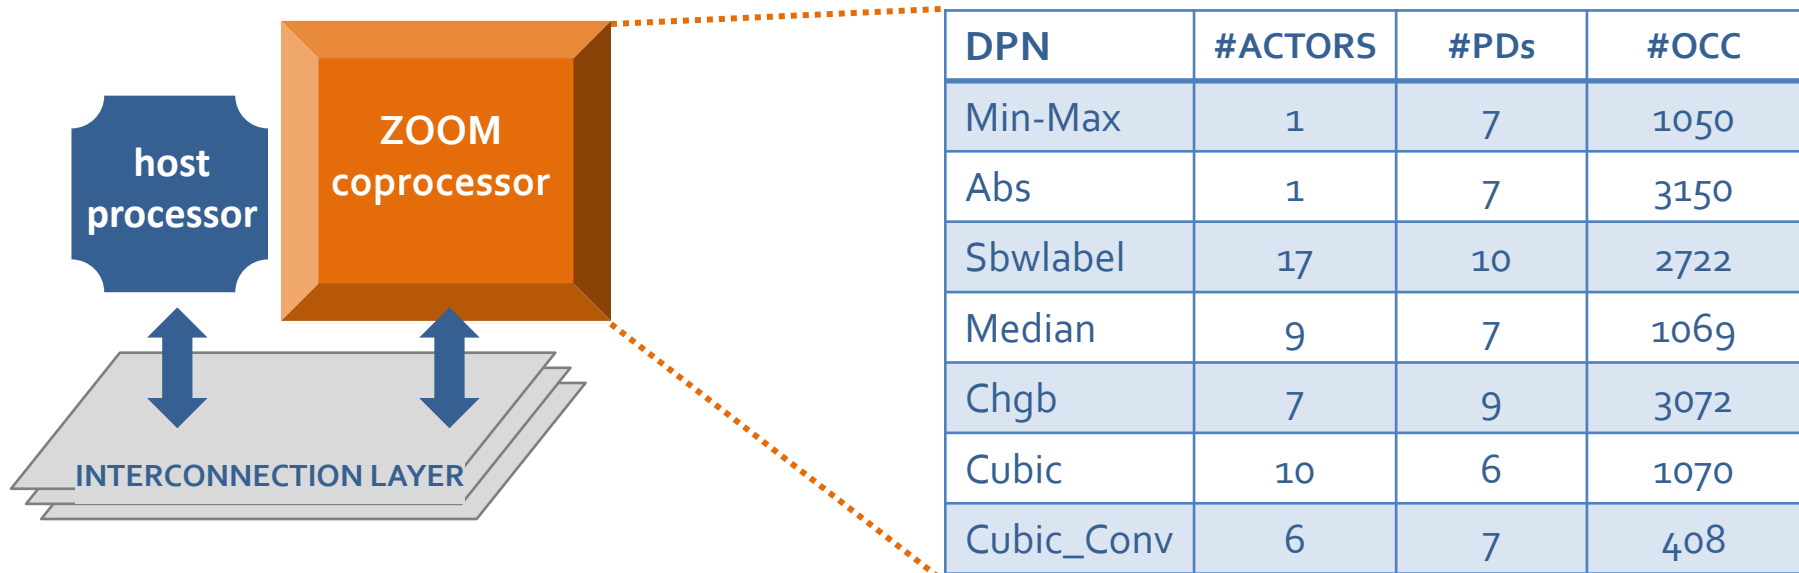 host
processor
ZOOM
coprocessor
INTERCONNECTION LAYER
DPN #ACTORS #PDs #OCC
Min-Max 1 7 1050
Abs 1 7 3150
Sbwlabel 17 10 2722
Median 9 7 1069
Chgb 7 9 3072
Cubic 10 6 1070
Cubic_Conv 6 7 408